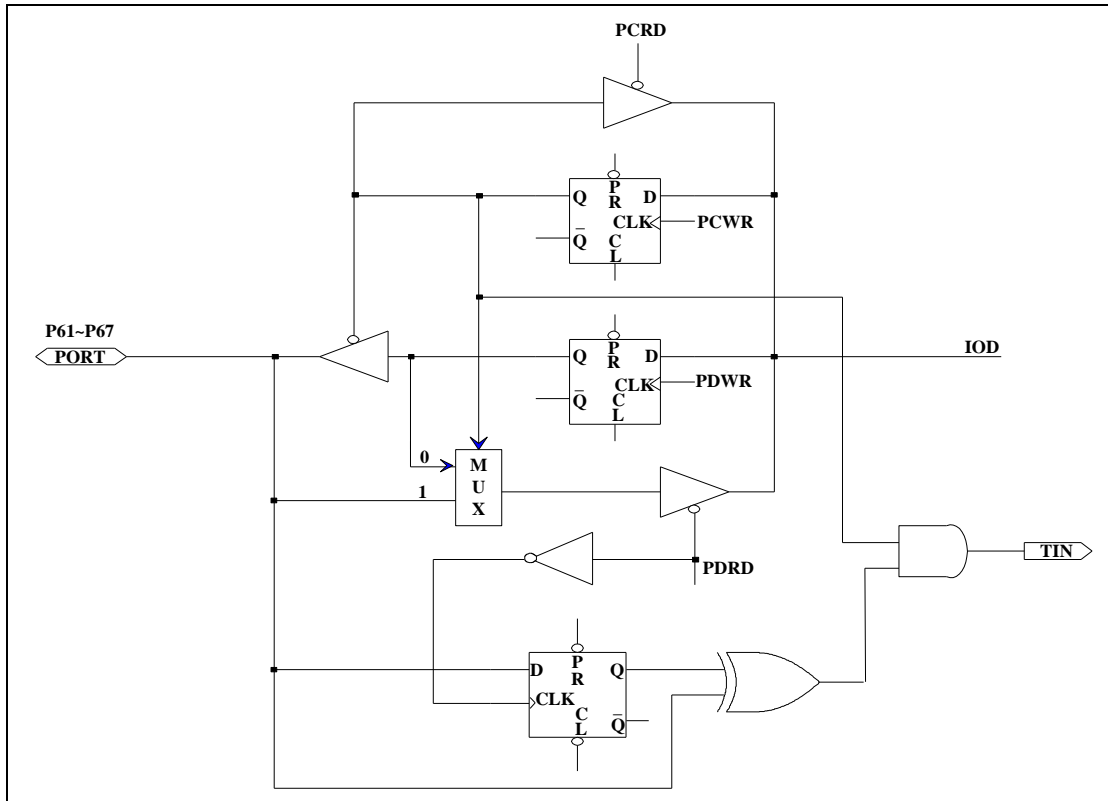 PCRD
P
R
Q
D
CLK
PCWR
Q̅
C
L
P61~P67
PORT
P
R
Q
D
IOD
CLK
PDWR
Q̅
C
L
0
M
U
X
1
TIN
PDRD
P
R
D
Q
CLK
C
L
Q̅